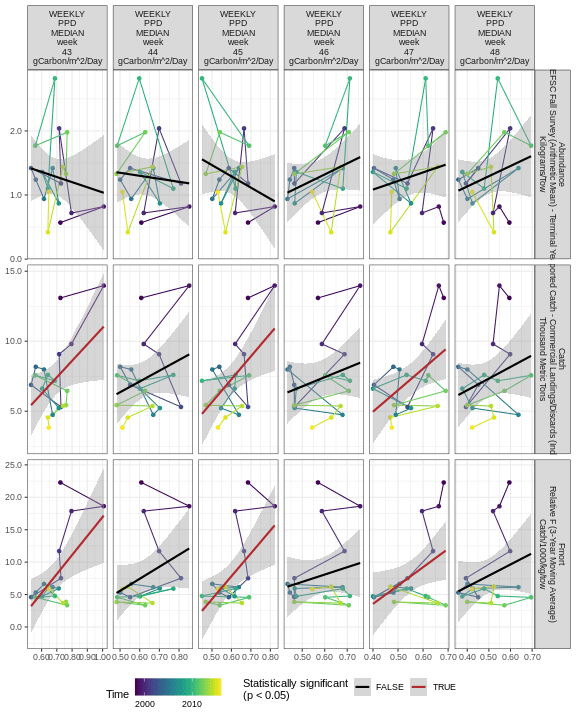 WEEKLY
PPD
MEDIAN
week
43
gCarbon/m^2/Day
WEEKLY
PPD
MEDIAN
week
44
gCarbon/m^2/Day
WEEKLY
PPD
MEDIAN
week
45
gCarbon/m^2/Day
WEEKLY
PPD
MEDIAN
week
46
gCarbon/m^2/Day
WEEKLY
PPD
MEDIAN
week
47
gCarbon/m^2/Day
WEEKLY
PPD
MEDIAN
week
48
gCarbon/m^2/Day
2.0
1.0
0.0
Abundance
EFSC Fall Survey (Arithmetic Mean) - Terminal Ye
Kilograms/Tow
15.0
10.0
5.0
Catch
ported Catch - Commercial Landings/Discards (Ind
Thousand Metric Tons
25.0
20.0
15.0
10.0
5.0
0.0
Fmort
Relative F (3-Year Moving Average)
Catch/1000/kg/tow
0.60 0.70 0.80 0.90 1.00
0.50 0.60 0.70 0.80
0.50 0.60 0.70 0.80
0.50 0.60 0.70
0.40 0.50 0.60 0.70
0.40 0.50 0.60 0.70
Time
2000 2010
Statistically significant
(p < 0.05)
FALSE
TRUE